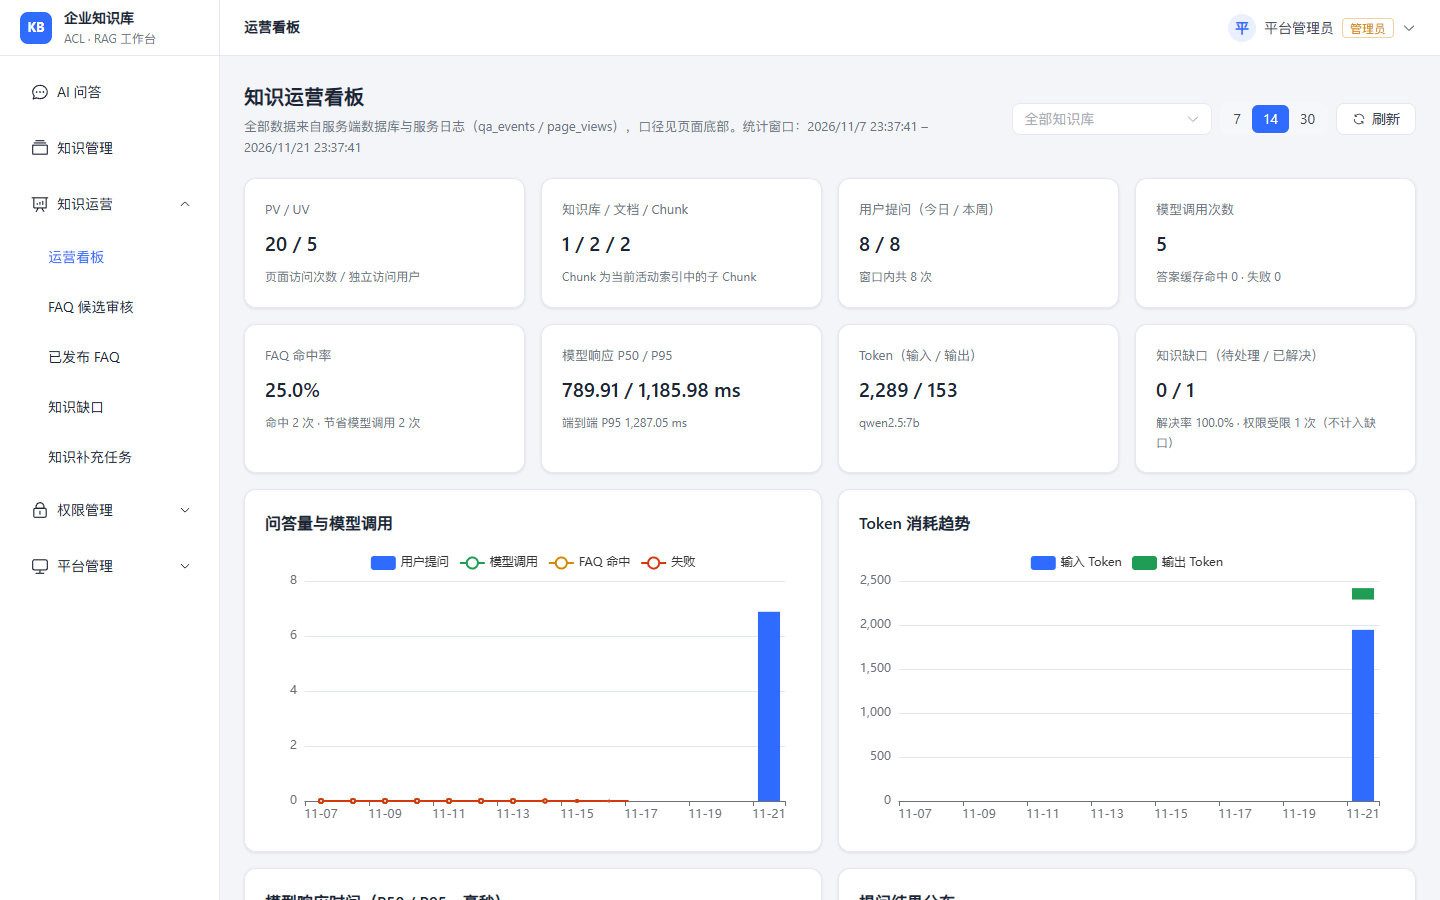 KB
企业知识库
ACL · RAG 工作台
运营看板
平
平台管理员
管理员
AI 问答
知识管理
知识运营
运营看板
FAQ 候选审核
已发布 FAQ
知识缺口
知识补充任务
权限管理
平台管理
知识运营看板
全部数据来自服务端数据库与服务日志（qa_events / page_views），口径见页面底部。统计窗口：2026/11/7 23:37:41 –
2026/11/21 23:37:41
全部知识库
7
14
30
刷新
PV / UV
20 / 5
页面访问次数 / 独立访问用户
知识库 / 文档 / Chunk
1 / 2 / 2
Chunk 为当前活动索引中的子 Chunk
用户提问（今日 / 本周）
8 / 8
窗口内共 8 次
模型调用次数
5
答案缓存命中 0 · 失败 0
FAQ 命中率
25.0%
命中 2 次 · 节省模型调用 2 次
模型响应 P50 / P95
789.91 / 1,185.98 ms
端到端 P95 1,287.05 ms
Token（输入 / 输出）
2,289 / 153
qwen2.5:7b
知识缺口（待处理 / 已解决）
0 / 1
解决率 100.0% · 权限受限 1 次（不计入缺
口）
问答量与模型调用
用户提问 模型调用 FAQ 命中 失败
8
6
4
2
0
11-07 11-09 11-11 11-13 11-15 11-17 11-19 11-21
Token 消耗趋势
输入 Token 输出 Token
2,500
2,000
1,500
1,000
500
0
11-07 11-09 11-11 11-13 11-15 11-17 11-19 11-21
模型响应时间（P50 / P95，毫秒）
提问结果分布